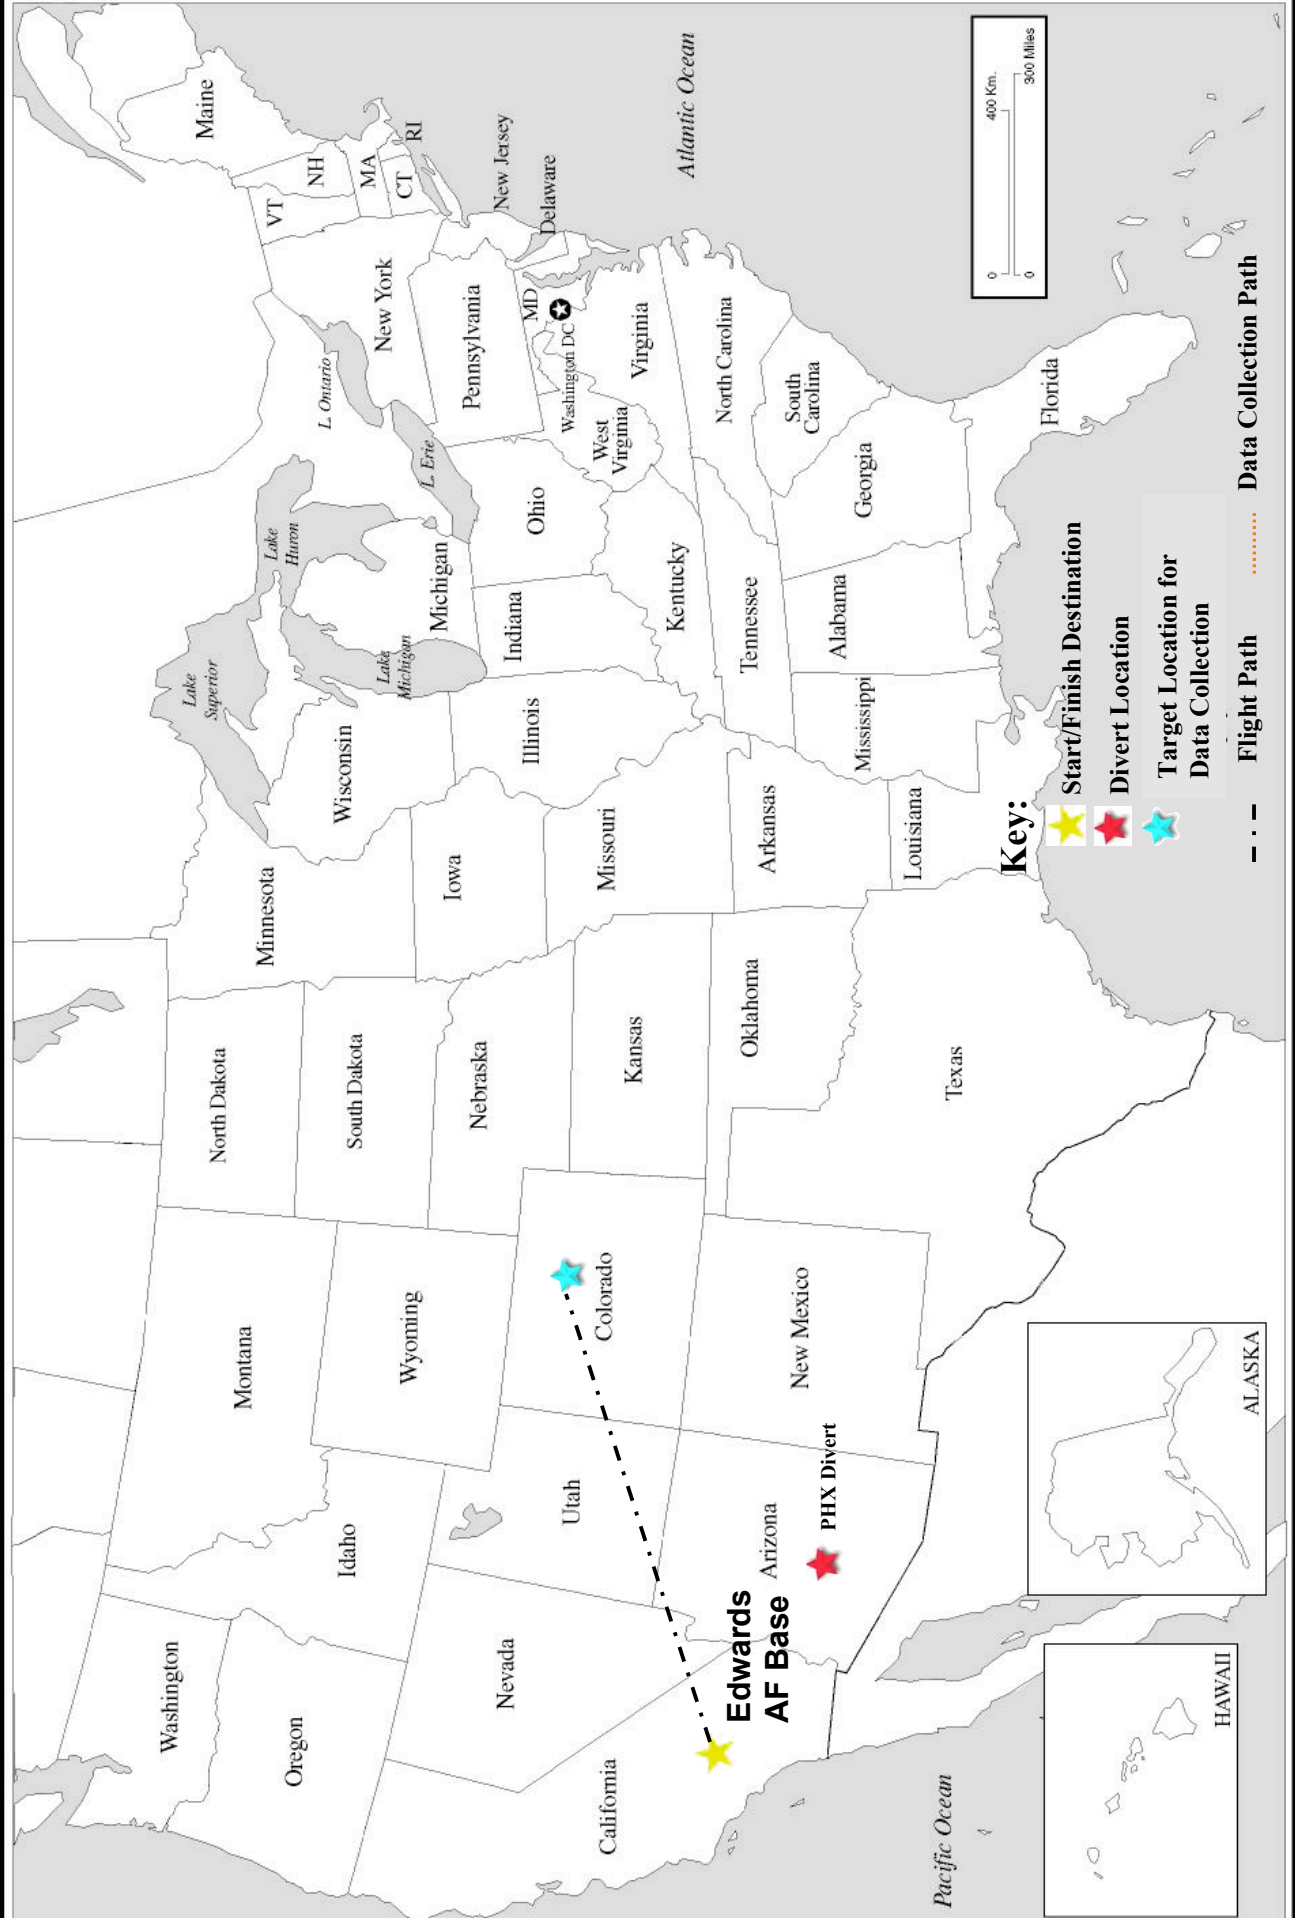 Washington
Oregon
California
Nevada
Idaho
Montana
Wyoming
Utah
Colorado
Arizona
New Mexico
North Dakota
South Dakota
Nebraska
Kansas
Oklahoma
Texas
Minnesota
Iowa
Missouri
Arkansas
Louisiana
Wisconsin
Illinois
Michigan
Indiana
Ohio
Kentucky
Tennessee
Mississippi
Alabama
Georgia
Florida
South
Carolina
North Carolina
Virginia
West
Virginia
Washington DC
MD
Delaware
New Jersey
Pennsylvania
New York
VT
NH
MA
CT
RI
Maine
Lake
Superior
Lake
Michigan
Lake
Huron
L. Erie
L. Ontario
Atlantic Ocean
Pacific Ocean
Edwards
AF Base
PHX Divert
HAWAII
ALASKA
0
400 Km.
0
300 Miles
Key:
Start/Finish Destination
Divert Location
Target Location for
Data Collection
Flight Path
Data Collection Path